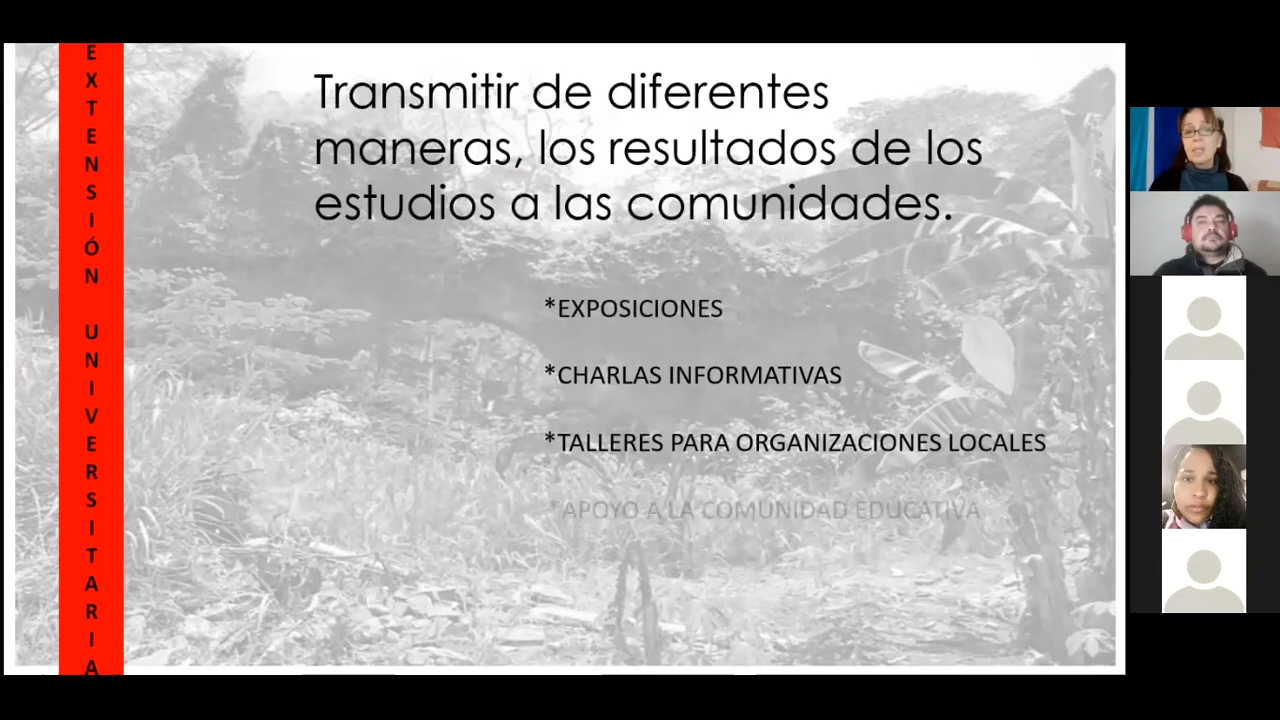 EXTENSIÓN UNIVERSITARIA
Transmitir de diferentes
maneras, los resultados de los
estudios a las comunidades.
*EXPOSICIONES
*CHARLAS INFORMATIVAS
*TALLERES PARA ORGANIZACIONES LOCALES
*APOYO A LA COMUNIDAD EDUCATIVA